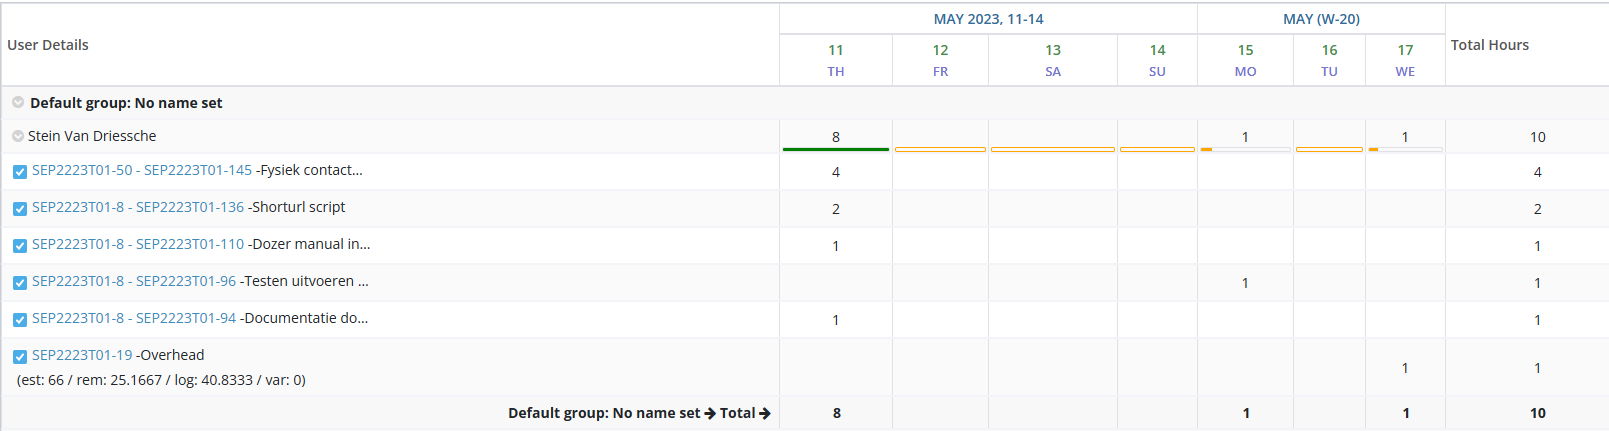 User Details MAY 2023, 11-14 MAY (W-20) Total Hours
11 12 13 14 15 16 17
TH FR SA SU MO TU WE
Default group: No name set
Stein Van Driessche 8 1 1 10
SEP2223T01-50 - SEP2223T01-145 -Fysiek contact... 4 4
SEP2223T01-8 - SEP2223T01-136 -Shorturl script 2 2
SEP2223T01-8 - SEP2223T01-110 -Dozer manual in... 1 1
SEP2223T01-8 - SEP2223T01-96 -Testen uitvoeren ... 1 1
SEP2223T01-8 - SEP2223T01-94 -Documentatie do... 1 1
SEP2223T01-19 -Overhead 1 1
(est: 66 / rem: 25.1667 / log: 40.8333 / var: 0)
Default group: No name set → Total → 8 1 1 10